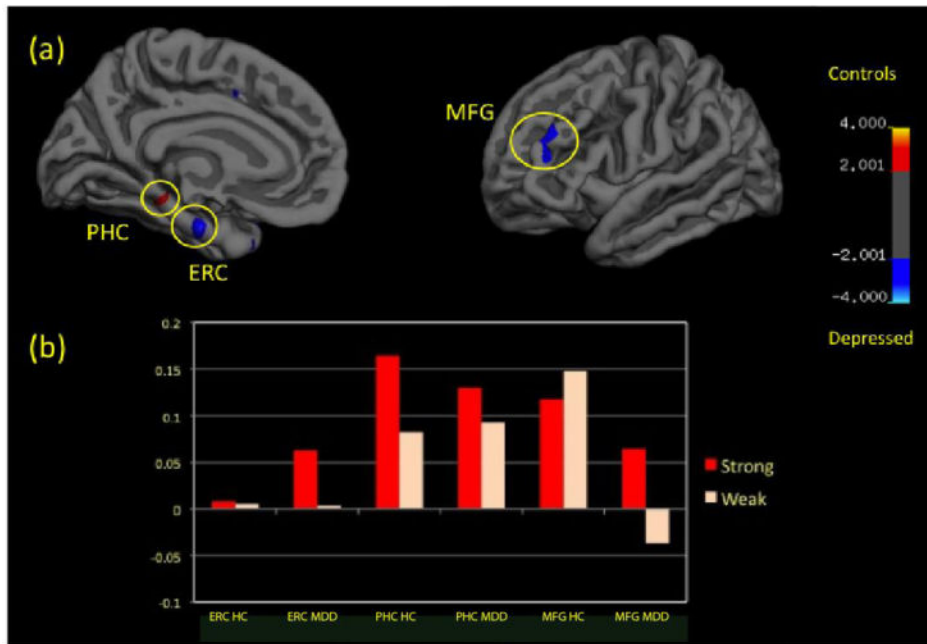 (a)
MFG
PHC
ERC
Controls
4.000
2.001
-2.001
-4.000
Depressed
(b)
0.2
0.15
0.1
0.05
0
-0.05
-0.1
ERC HC ERC MDD PHC HC PHC MDD MFG HC MFG MDD
Strong
Weak